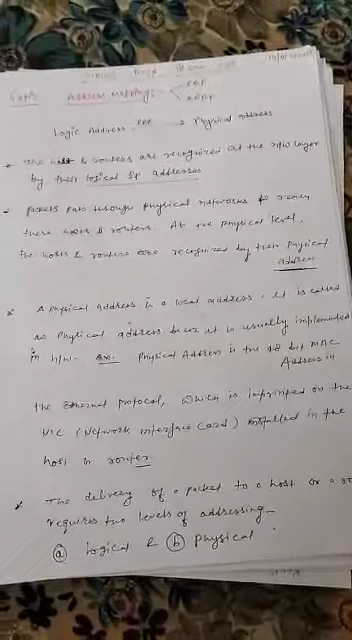 Topic Address Mapping ARP
RARP
Logic Address ARP → Physical address
* The host & routers are recognized at the N/W layer
by their logical IP addresses
* Packets pass through physical networks to reach
these hosts & routers. At the physical level,
the hosts & routers are recognized by their physical
address
* A physical address is a local address. It is called
as physical address becoz it is usually implemented
in h/w. Ex: Physical Address is the 48 bit MAC
Address in
the Ethernet protocol, which is imprinted on the
NIC (Network interface Card) installed in the
host or router
* The delivery of a packet to a host or a
requires two levels of addressing—
(a) Logical & (b) Physical